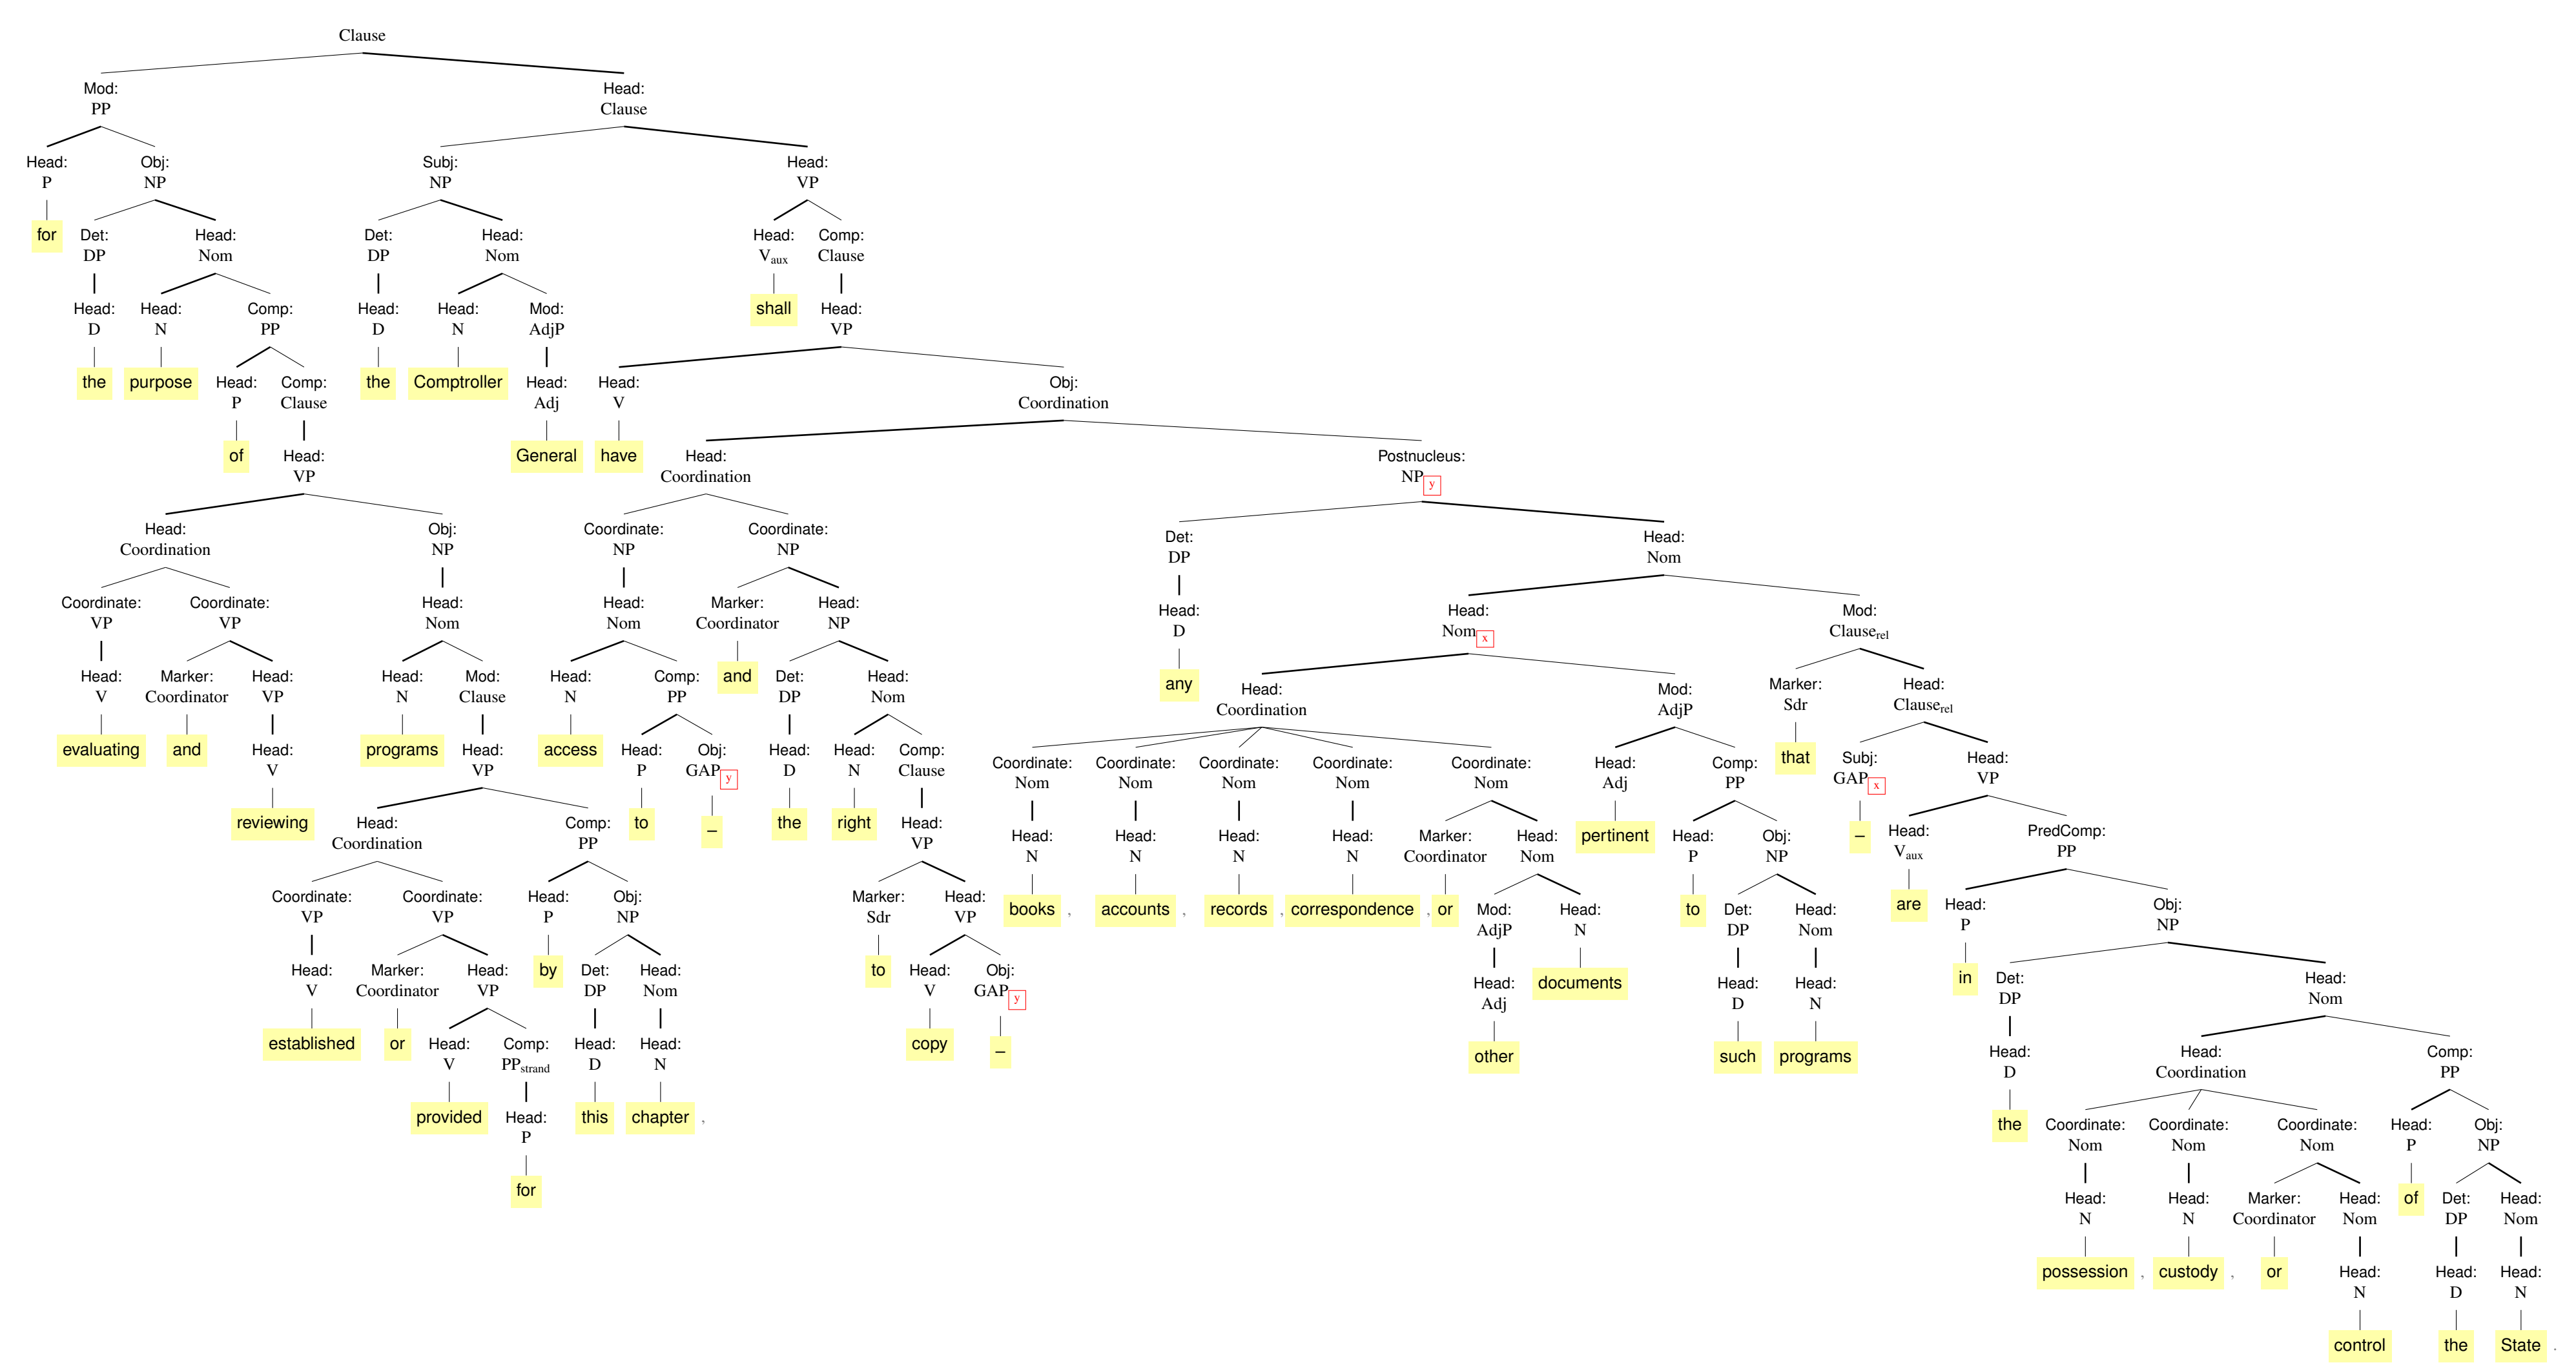 Clause
Mod: Head:
PP Clause
Head: Obj: Subj: Head:
P NP NP VP
for Det: Head: Det: Head: Head: Comp:
DP Nom DP Nom Vaux Clause
Head: Head: Comp: Head: Head: Mod: shall Head:
D N PP D N AdjP VP
the purpose Head: Comp: the Comptroller Head: Head: Obj:
P Clause Adj V Coordination
of Head: General have Head: Postnucleus:
VP Coordination NP y
Head: Obj: Coordinate: Coordinate: Det: Head:
Coordination NP NP NP DP Nom
Coordinate: Coordinate: Head: Head: Marker: Head: Head: Head: Mod:
VP VP Nom Nom Coordinator NP D Nom x Clauserel
Head: Marker: Head: Head: Mod: Head: Comp: and Det: Head: any Head: Mod: Marker: Head:
V Coordinator VP N Clause N PP DP Nom Coordination AdjP Sdr Clauserel
evaluating and Head: programs Head: access Head: Obj: Head: Head: Comp: Coordinate: Coordinate: Coordinate: Coordinate: Coordinate: Head: Comp: that Subj: Head:
V VP P GAP y D N Clause Nom Nom Nom Nom Nom Adj PP GAP x VP
reviewing Head: Comp: to – the right Head: Head: Head: Head: Head: Marker: Head: pertinent Head: Obj: – Head: PredComp:
Coordination PP VP N N N N Coordinator Nom P NP Vaux PP
Coordinate: Coordinate: Head: Obj: Marker: Head: books , accounts , records , correspondence , or Mod: Head: to Det: Head: are Head: Obj:
VP VP P NP Sdr VP AdjP N DP Nom P NP
Head: Marker: Head: by Det: Head: to Head: Obj: Head: documents Head: Head: in Det: Head:
V Coordinator VP DP Nom V GAP y Adj D N DP Nom
established or Head: Comp: Head: Head: copy – other such programs Head: Head: Comp:
V PPstrand D N D Coordination PP
provided Head: this chapter , the Coordinate: Coordinate: Coordinate: Head: Obj:
P Nom Nom Nom P NP
for Head: Head: Marker: Head: of Det: Head:
N N Coordinator Nom DP Nom
possession , custody , or Head: Head: Head:
N D N
control the State .